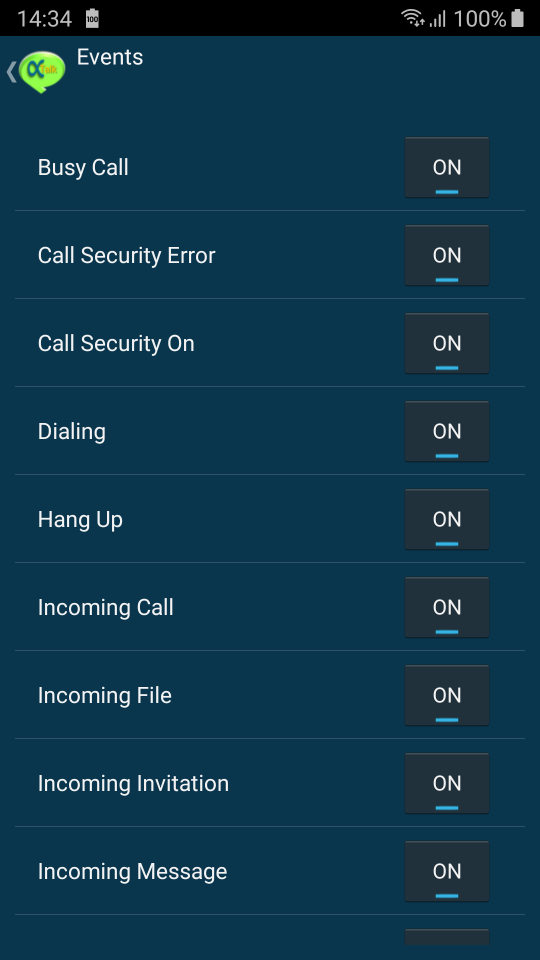 14:34 100 100%
αTalk Events
Busy Call ON
Call Security Error ON
Call Security On ON
Dialing ON
Hang Up ON
Incoming Call ON
Incoming File ON
Incoming Invitation ON
Incoming Message ON